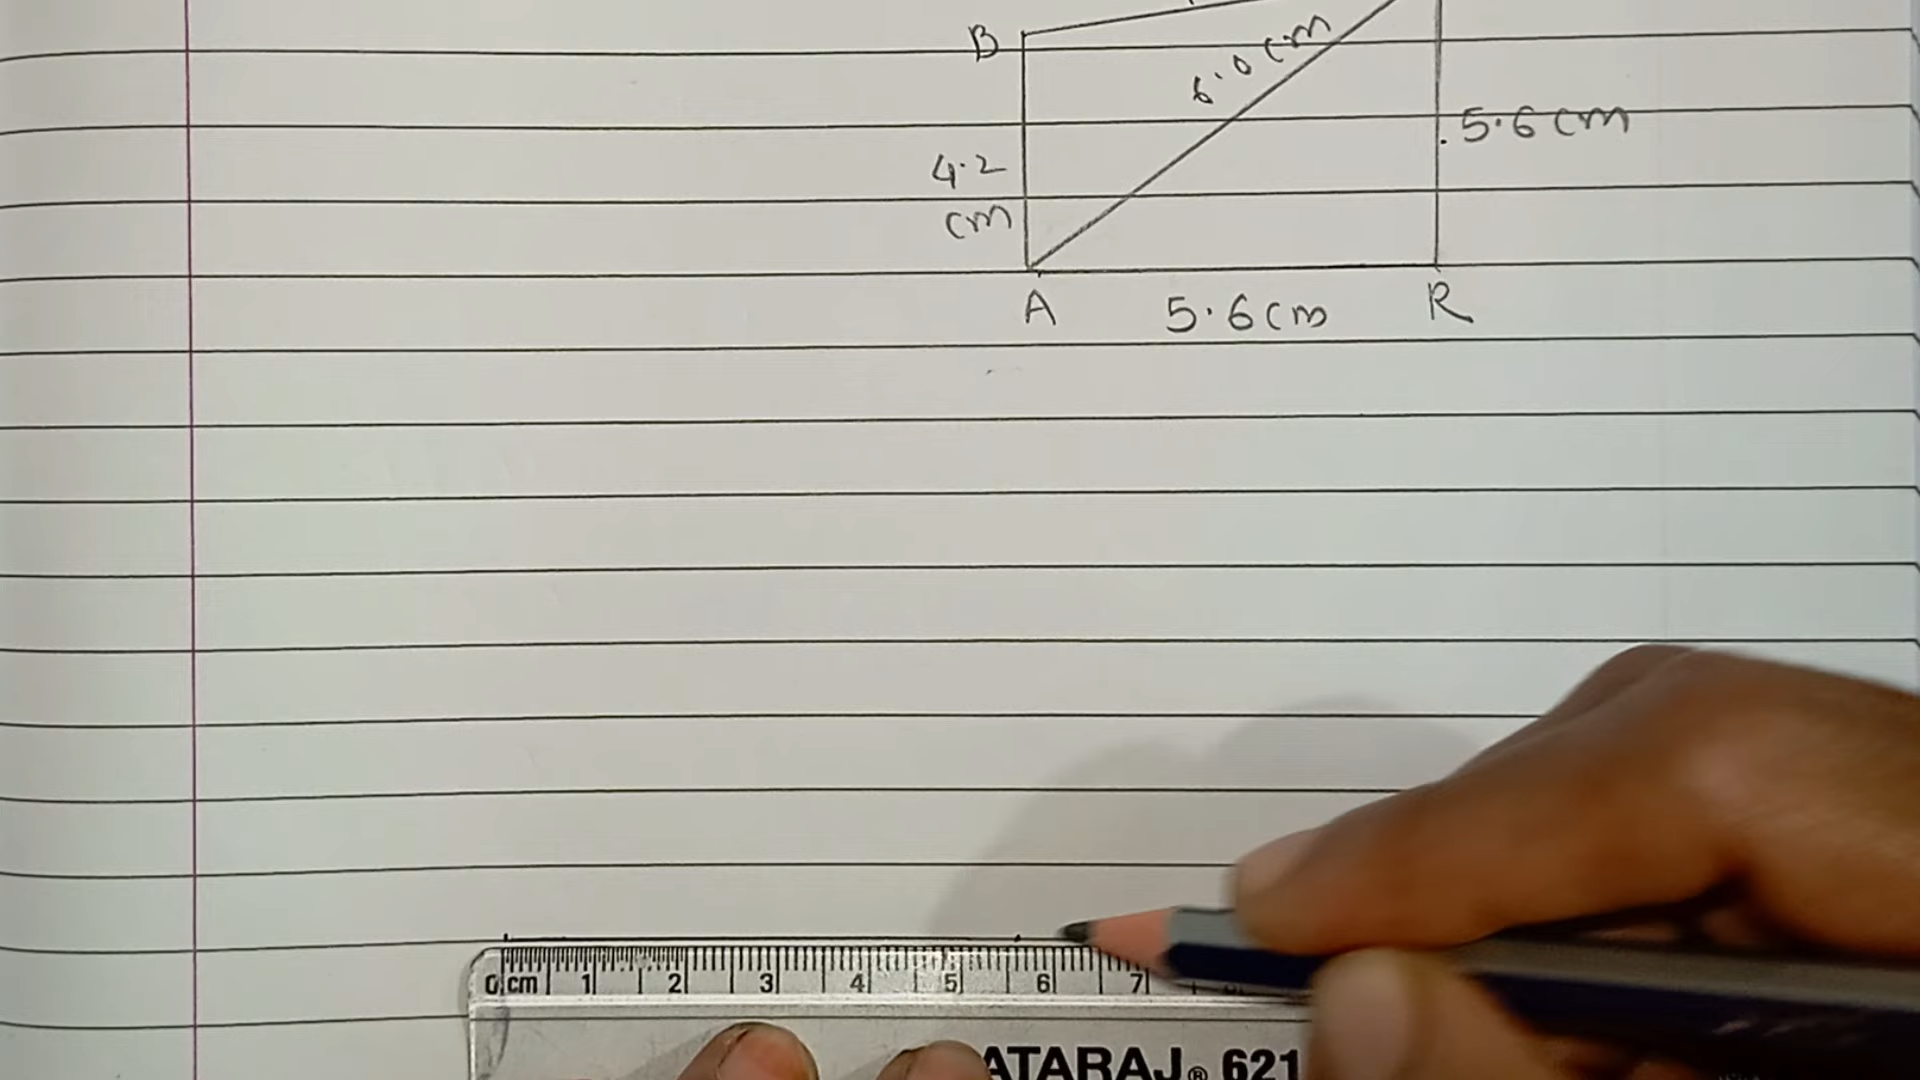 B
6.0 cm
5.6 cm
4.2
cm
A 5.6 cm R
0 cm 1 2 3 4 5 6 7
ATARAJ® 621